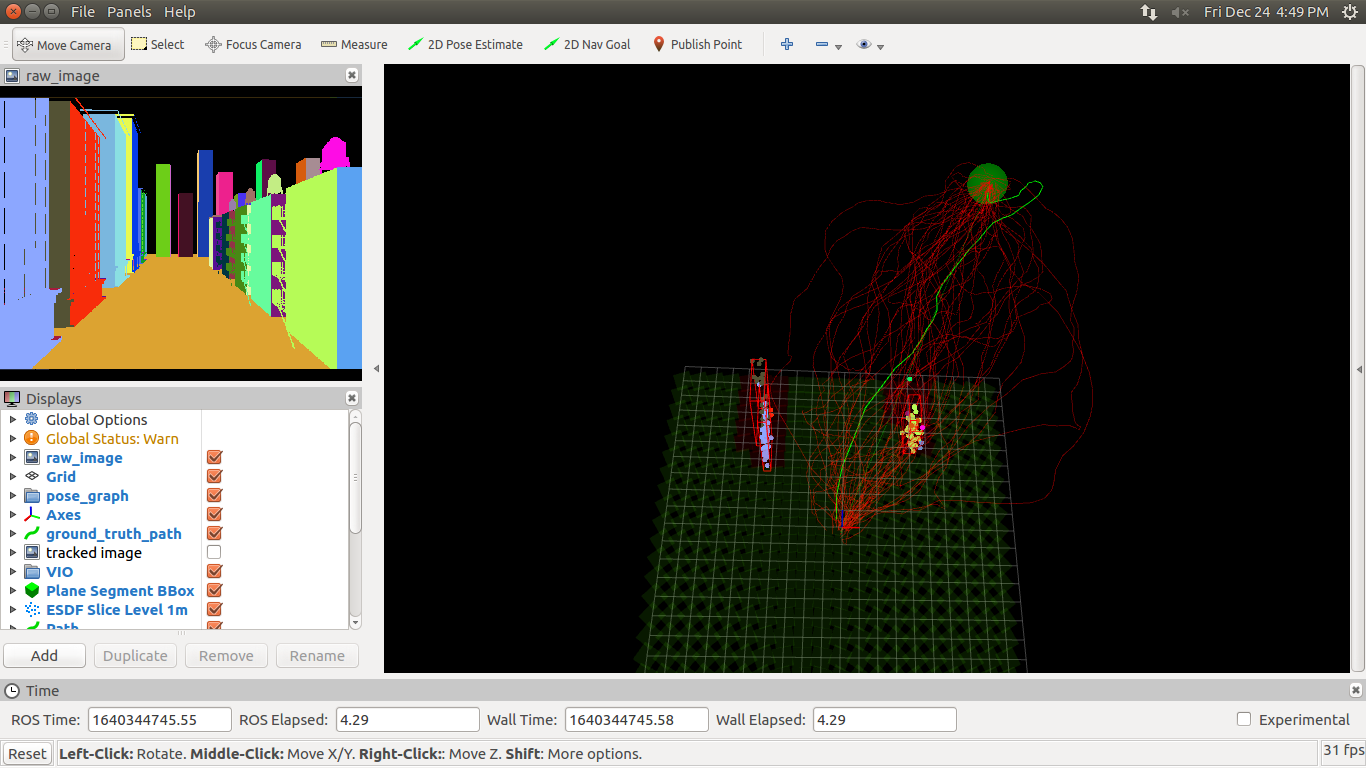 File Panels Help Fri Dec 24 4:49 PM
Move Camera Select Focus Camera Measure 2D Pose Estimate 2D Nav Goal Publish Point
raw_image
Displays
Global Options
Global Status: Warn
raw_image
Grid
pose_graph
Axes
ground_truth_path
tracked image
VIO
Plane Segment BBox
ESDF Slice Level 1m
Path
Add Duplicate Remove Rename
Time
ROS Time: 1640344745.55 ROS Elapsed: 4.29 Wall Time: 1640344745.58 Wall Elapsed: 4.29 Experimental
Reset Left-Click: Rotate. Middle-Click: Move X/Y. Right-Click:: Move Z. Shift: More options. 31 fps